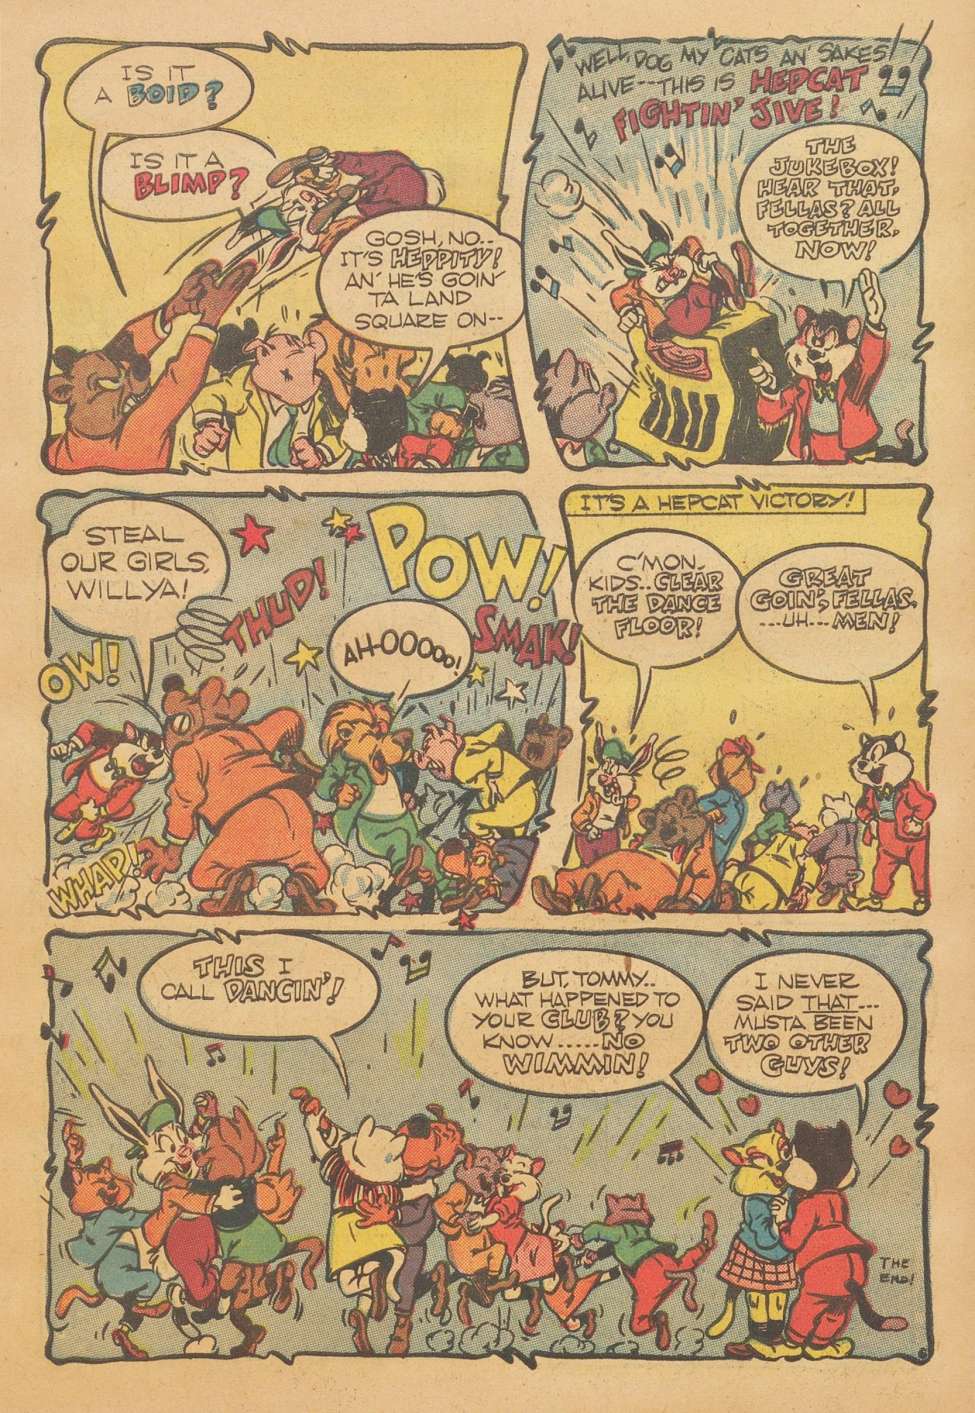 IS IT
A BOID?
IS IT A
BLIMP?
GOSH, NO..
IT'S HEPPITY!
AN' HE'S GOIN'
TA LAND
SQUARE ON--
WELL, DOG MY CATS AN' SAKES
ALIVE--THIS IS HEPCAT
FIGHTIN' JIVE!
THE
JUKEBOX!
HEAR THAT,
FELLAS? ALL
TOGETHER,
NOW!
STEAL
OUR GIRLS,
WILLYA!
OW!
THUD!
POW!
AH-OOOOoo!
SMAK!
WHAP!
IT'S A HEPCAT VICTORY!
C'MON,
KIDS..CLEAR
THE DANCE
FLOOR!
GREAT
GOIN', FELLAS,
...UH... MEN!
THIS I
CALL DANCIN'!
BUT, TOMMY..
WHAT HAPPENED TO
YOUR CLUB? YOU
KNOW.....NO
WIMMIN!
I NEVER
SAID THAT...
MUSTA BEEN
TWO OTHER
GUYS!
THE
END!